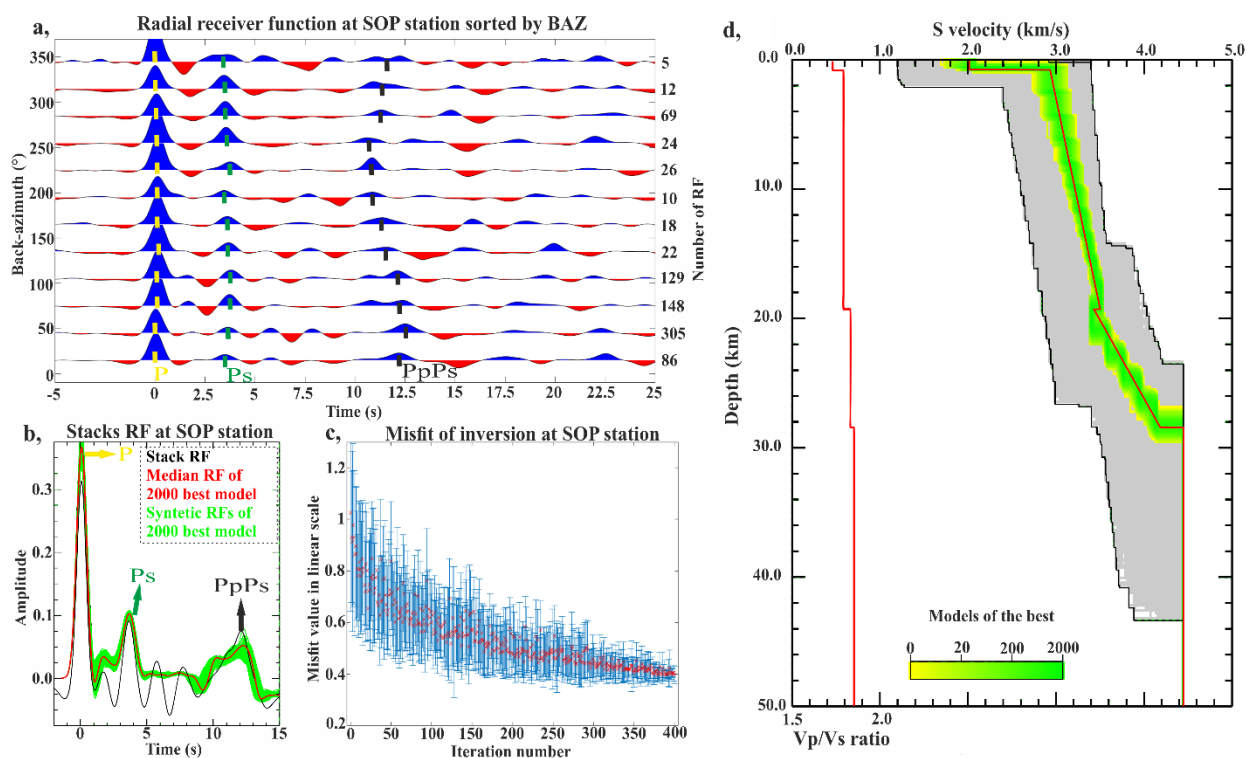 a, Radial receiver function at SOP station sorted by BAZ
Back-azimuth (°)
350
300
250
200
150
100
50
0
5
12
69
24
26
10
18
22
129
148
305
86
Number of RF
P
Ps
PpPs
-5
0
2.5
5
7.5
10
12.5
15
17.5
20
22.5
25
Time (s)
b, Stacks RF at SOP station
P
Stack RF
Median RF of
2000 best model
Syntetic RFs of
2000 best model
Ps
PpPs
Amplitude
0.3
0.2
0.1
0.0
0
5
10
15
Time (s)
c, Misfit of inversion at SOP station
Misfit value in linear scale
1.2
1
0.8
0.6
0.4
0.2
0
50
100
150
200
250
300
350
400
Iteration number
d, S velocity (km/s)
0.0
1.0
2.0
3.0
4.0
5.0
Depth (km)
0.0
10.0
20.0
30.0
40.0
50.0
Models of the best
0
20
200
2000
1.5
2.0
Vp/Vs ratio